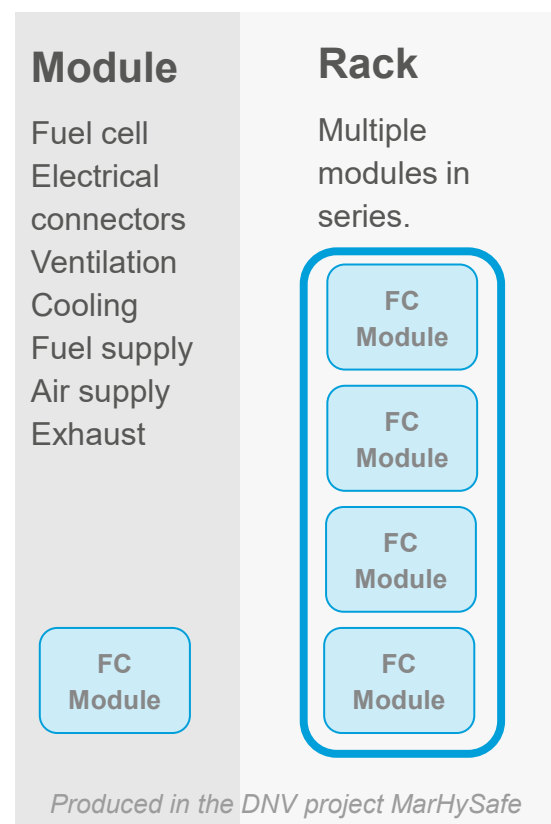 Module
Fuel cell
Electrical
connectors
Ventilation
Cooling
Fuel supply
Air supply
Exhaust
FC
Module
Rack
Multiple
modules in
series.
FC
Module
FC
Module
FC
Module
FC
Module
Produced in the DNV project MarHySafe